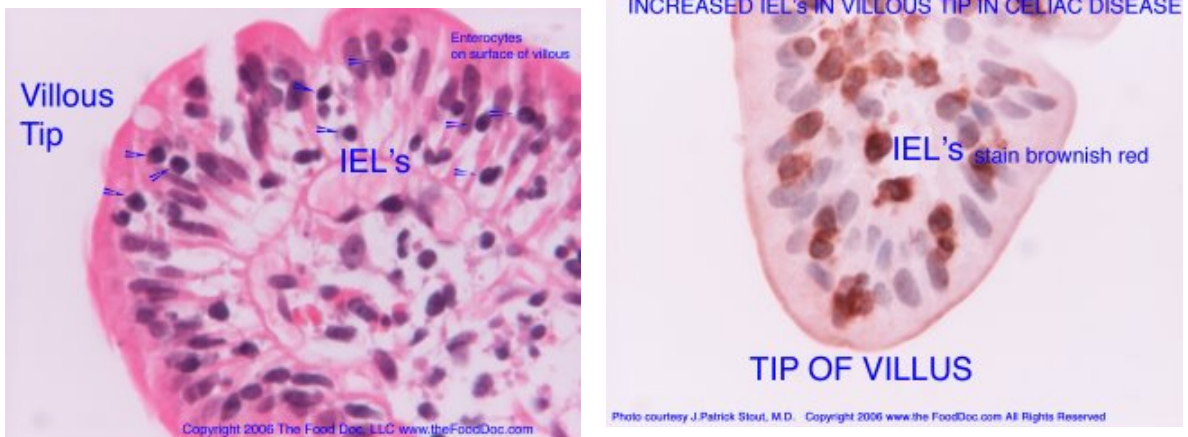 Enterocytes
on surface of villous
Villous
Tip
IEL's
Copyright 2006 The Food Doc, LLC www.theFoodDoc.com
INCREASED IEL's IN VILLOUS TIP IN CELIAC DISEASE
IEL's stain brownish red
TIP OF VILLUS
Photo courtesy J.Patrick Stout, M.D. Copyright 2006 www.the FoodDoc.com All Rights Reserved